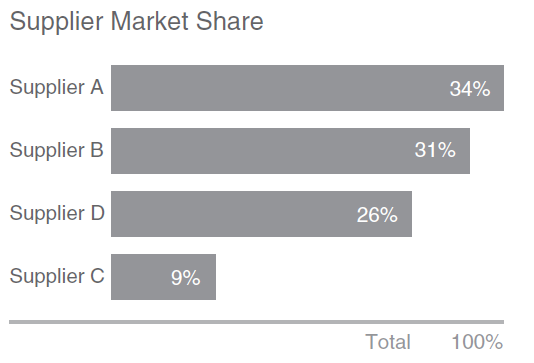 Supplier Market Share
Supplier A 34%
Supplier B 31%
Supplier D 26%
Supplier C 9%
Total 100%